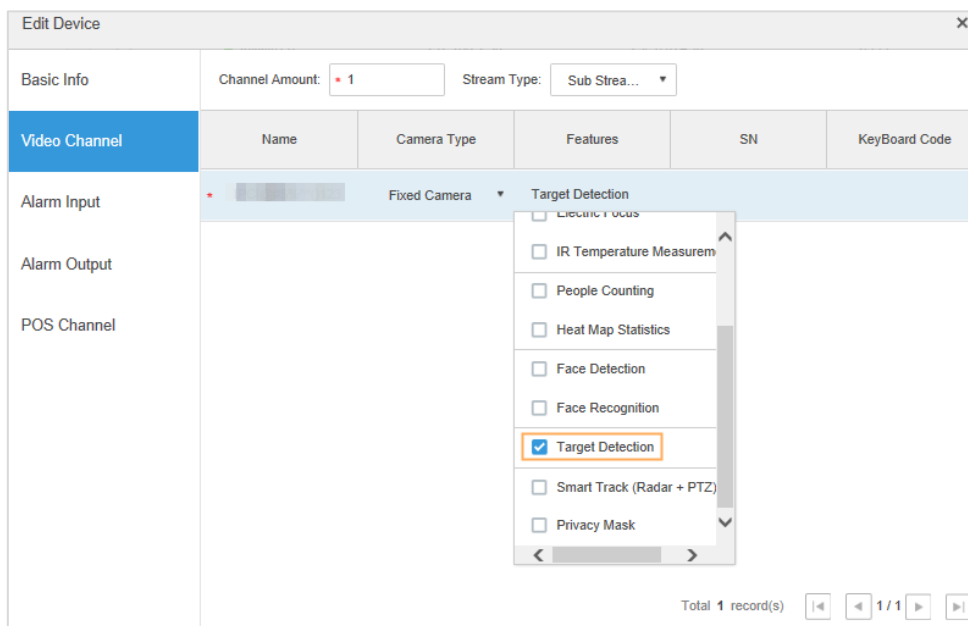 Edit Device
Basic Info
Channel Amount: * 1 Stream Type: Sub Strea...
Video Channel
Name Camera Type Features SN KeyBoard Code
Alarm Input
* Fixed Camera Target Detection
Electric Focus
IR Temperature Measurem
Alarm Output
People Counting
POS Channel
Heat Map Statistics
Face Detection
Face Recognition
Target Detection
Smart Track (Radar + PTZ)
Privacy Mask
Total 1 record(s) 1 / 1